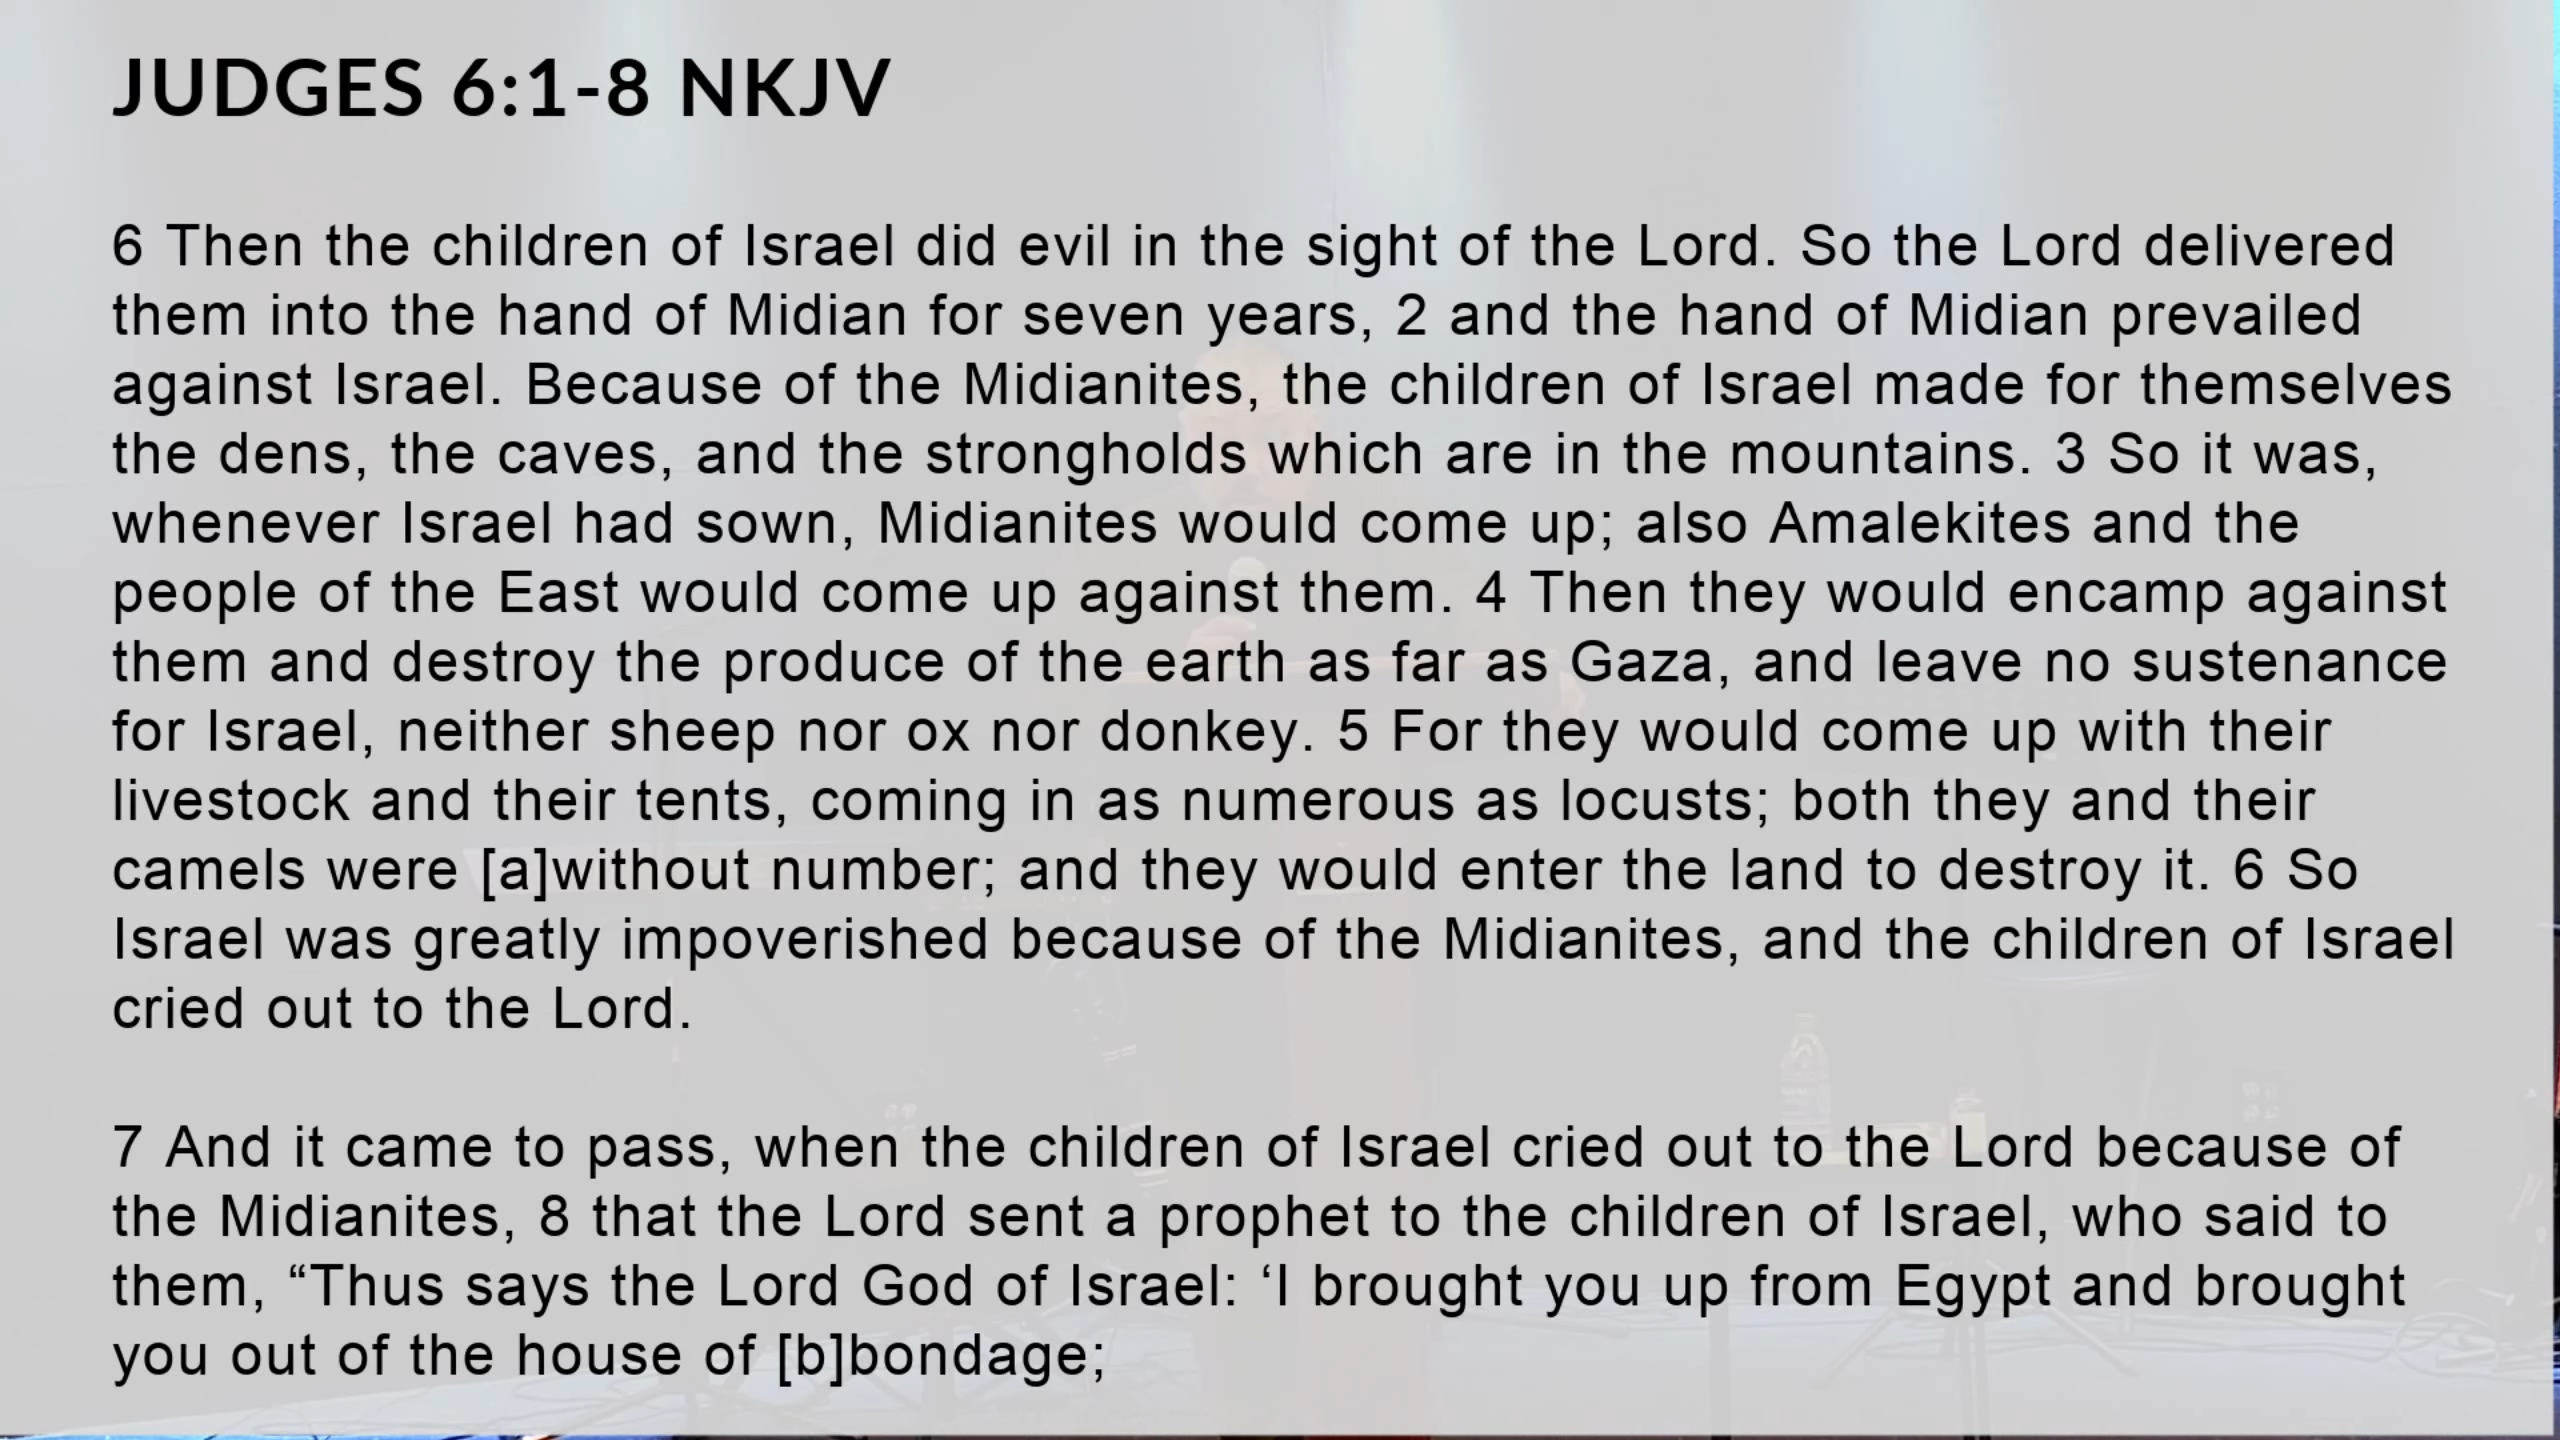 JUDGES 6:1-8 NKJV
6 Then the children of Israel did evil in the sight of the Lord. So the Lord delivered
them into the hand of Midian for seven years, 2 and the hand of Midian prevailed
against Israel. Because of the Midianites, the children of Israel made for themselves
the dens, the caves, and the strongholds which are in the mountains. 3 So it was,
whenever Israel had sown, Midianites would come up; also Amalekites and the
people of the East would come up against them. 4 Then they would encamp against
them and destroy the produce of the earth as far as Gaza, and leave no sustenance
for Israel, neither sheep nor ox nor donkey. 5 For they would come up with their
livestock and their tents, coming in as numerous as locusts; both they and their
camels were [a]without number; and they would enter the land to destroy it. 6 So
Israel was greatly impoverished because of the Midianites, and the children of Israel
cried out to the Lord.
7 And it came to pass, when the children of Israel cried out to the Lord because of
the Midianites, 8 that the Lord sent a prophet to the children of Israel, who said to
them, “Thus says the Lord God of Israel: ‘I brought you up from Egypt and brought
you out of the house of [b]bondage;